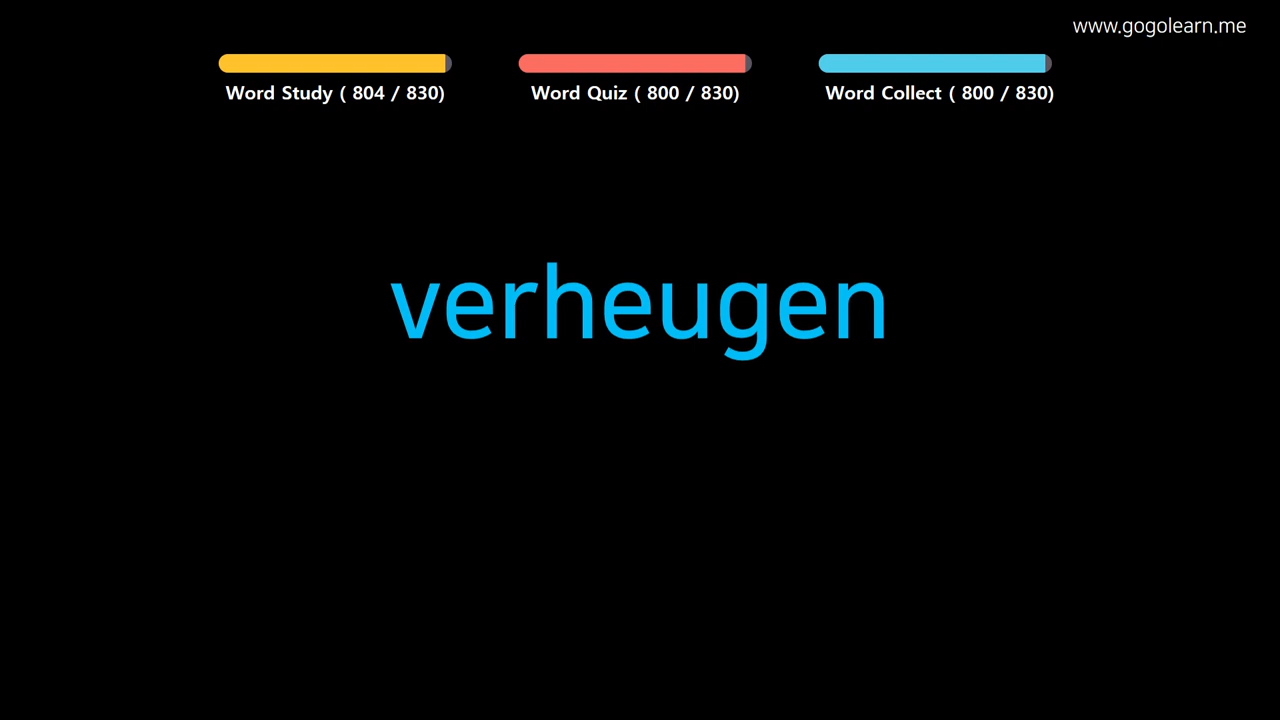 www.gogolearn.me
Word Study ( 804 / 830)
Word Quiz ( 800 / 830)
Word Collect ( 800 / 830)
verheugen